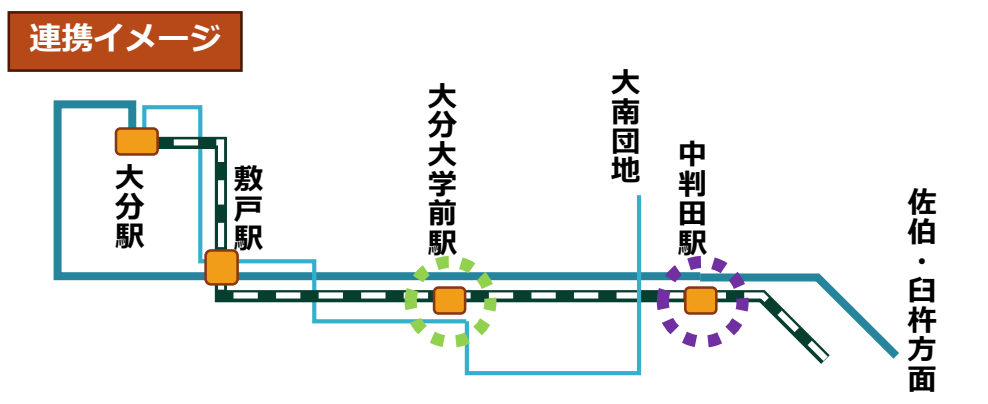 連携イメージ
大分駅
敷戸駅
大分大学前駅
大南団地
中判田駅
佐伯・臼杵方面